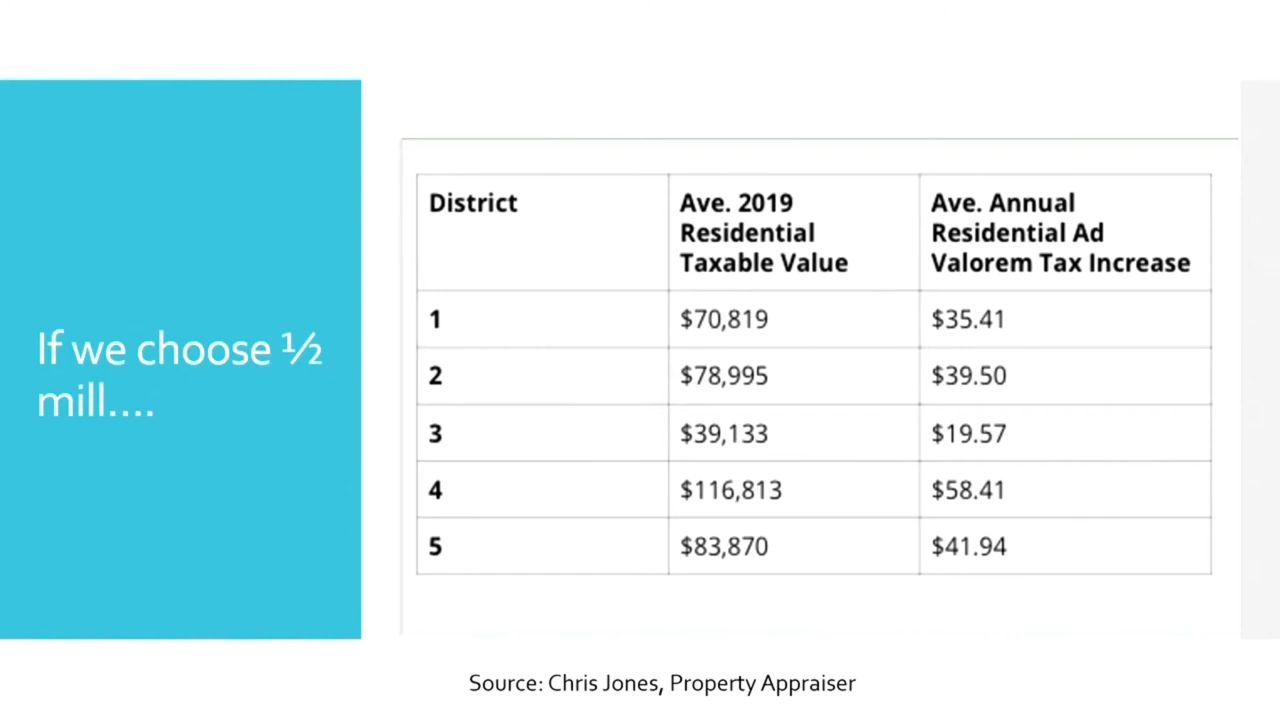 If we choose ½
mill....
District
Ave. 2019
Residential
Taxable Value
Ave. Annual
Residential Ad
Valorem Tax Increase
1 $70,819 $35.41
2 $78,995 $39.50
3 $39,133 $19.57
4 $116,813 $58.41
5 $83,870 $41.94
Source: Chris Jones, Property Appraiser